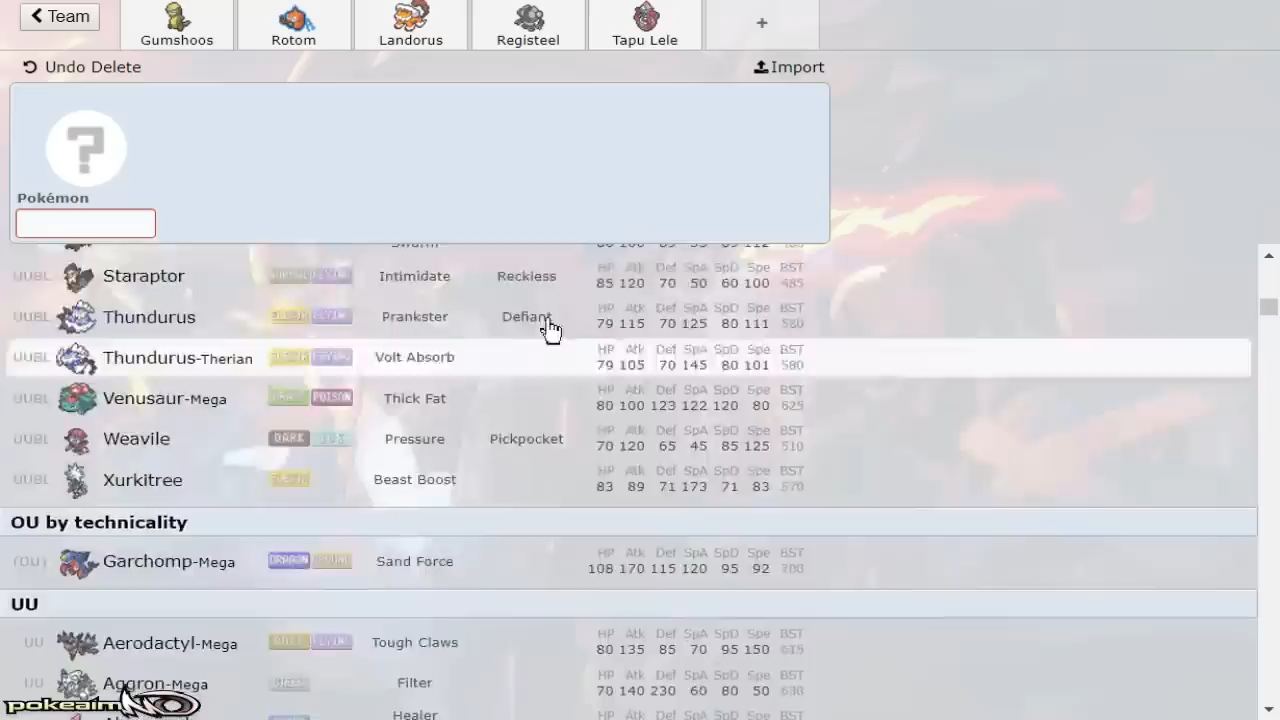 Team
Gumshoos
Rotom
Landorus
Registeel
Tapu Lele
+
Undo Delete
Import
?
Pokémon
UUBL Staraptor Intimidate Reckless HP 85 Atk 120 Def 70 SpA 50 SpD 60 Spe 100 BST 485
UUBL Thundurus Prankster Defiant HP 79 Atk 115 Def 70 SpA 125 SpD 80 Spe 111 BST 580
UUBL Thundurus-Therian Volt Absorb HP 79 Atk 105 Def 70 SpA 145 SpD 80 Spe 101 BST 580
UUBL Venusaur-Mega POISON Thick Fat HP 80 Atk 100 Def 123 SpA 122 SpD 120 Spe 80 BST 625
UUBL Weavile DARK ICE Pressure Pickpocket HP 70 Atk 120 Def 65 SpA 45 SpD 85 Spe 125 BST 510
UUBL Xurkitree Beast Boost HP 83 Atk 89 Def 71 SpA 173 SpD 71 Spe 83 BST 570
OU by technicality
(OU) Garchomp-Mega DRAGON GROUND Sand Force HP 108 Atk 170 Def 115 SpA 120 SpD 95 Spe 92 BST 700
UU
UU Aerodactyl-Mega Tough Claws HP 80 Atk 135 Def 85 SpA 70 SpD 95 Spe 150 BST 615
UU Aggron-Mega STEEL Filter HP 70 Atk 140 Def 230 SpA 60 SpD 80 Spe 50 BST 630
Healer HP Atk Def SpA SpD Spe BST
pokeaim